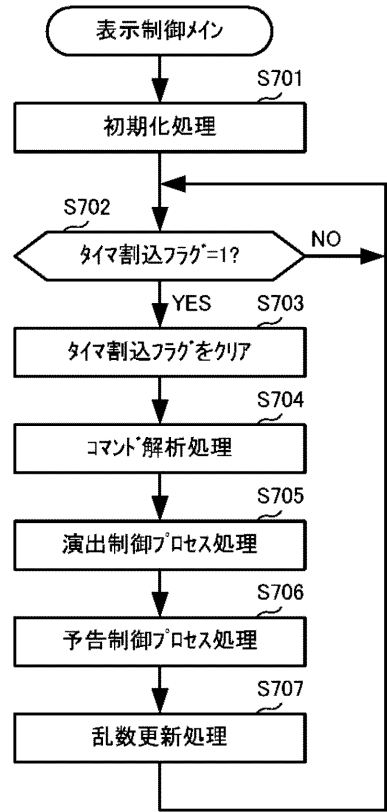 表示制御メイン
S701
初期化処理
S702
タイマ割込フラグ=1?
NO
YES
S703
タイマ割込フラグをクリア
S704
コマンド解析処理
S705
演出制御プロセス処理
S706
予告制御プロセス処理
S707
乱数更新処理